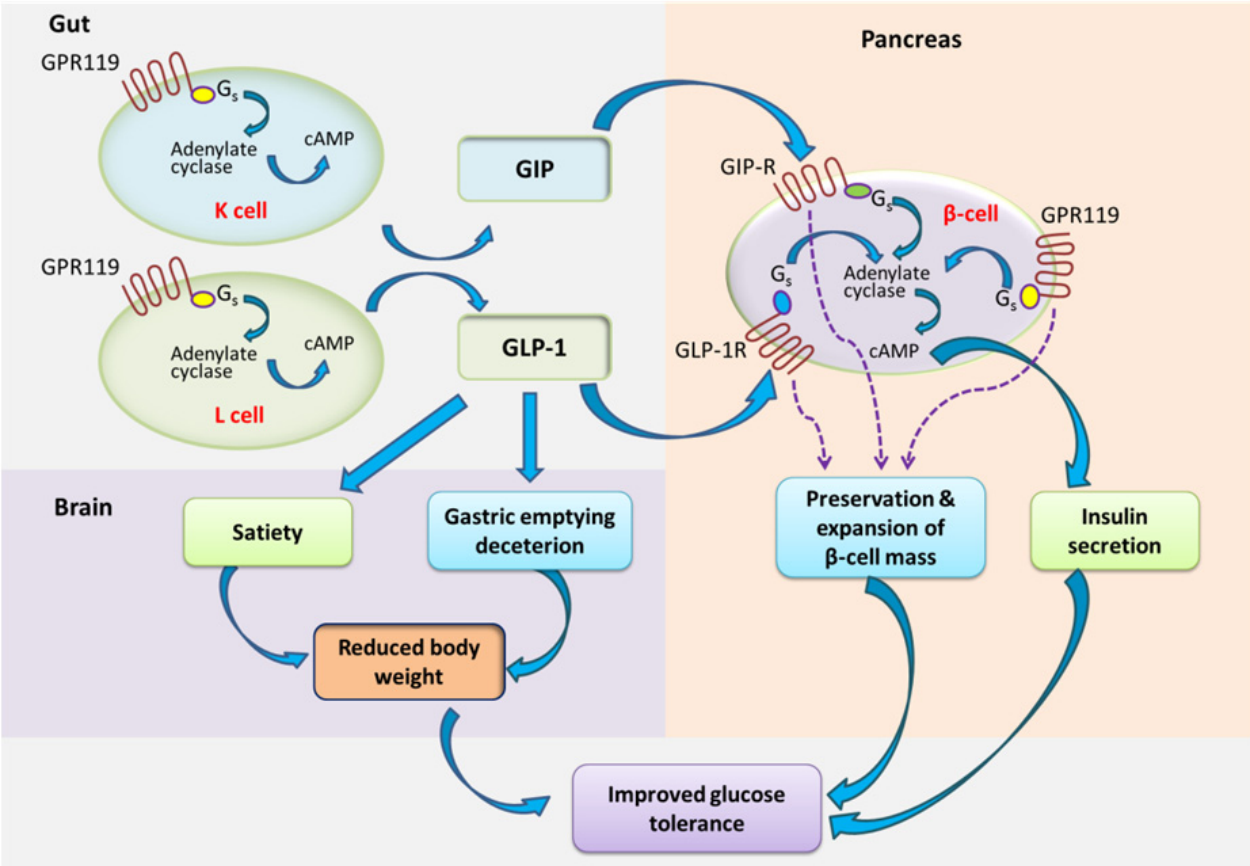 Gut
GPR119
Gs
Adenylate
cyclase
cAMP
K cell
GPR119
Gs
Adenylate
cyclase
cAMP
L cell
GIP
GLP-1
Pancreas
GIP-R
Gs
β-cell
GPR119
Gs
Adenylate
cyclase
Gs
GLP-1R
cAMP
Brain
Satiety
Gastric emptying
deceterion
Preservation &
expansion of
β-cell mass
Insulin
secretion
Reduced body
weight
Improved glucose
tolerance